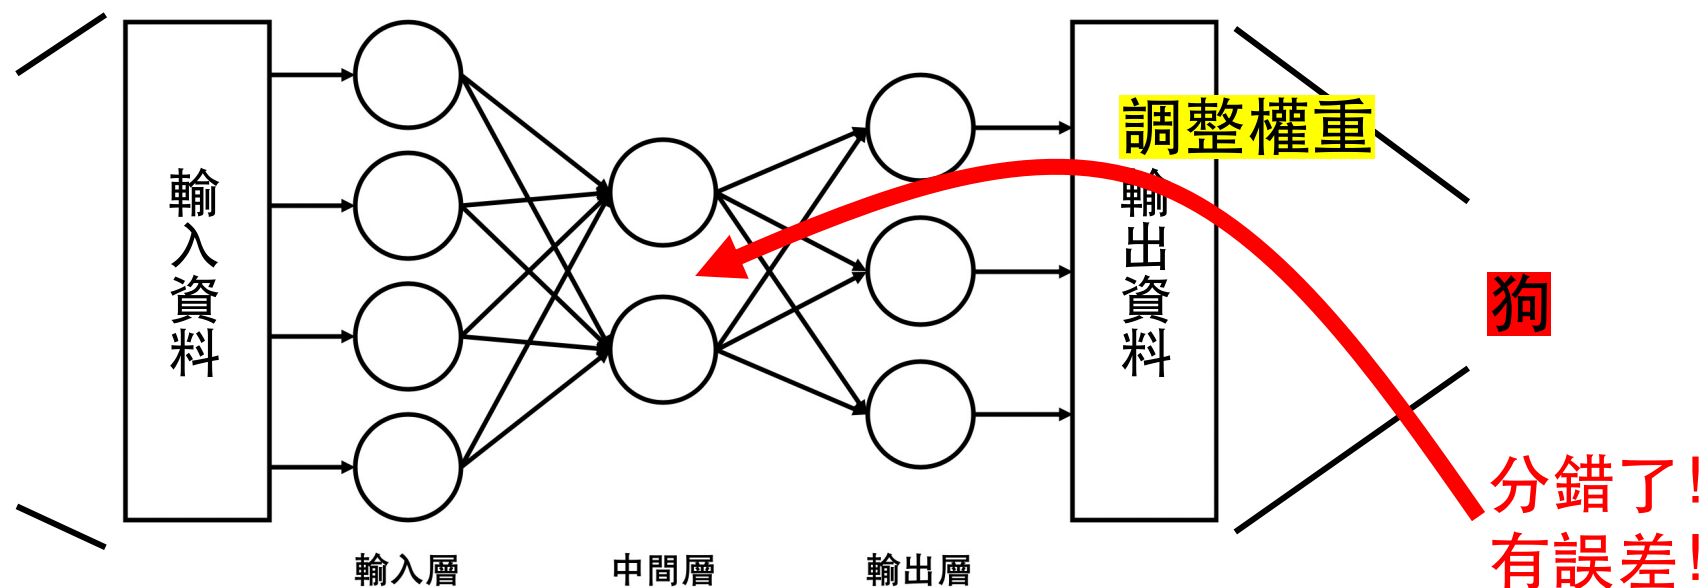 輸入資料
調整權重
輸出資料
狗
分錯了!
有誤差!
輸入層
中間層
輸出層